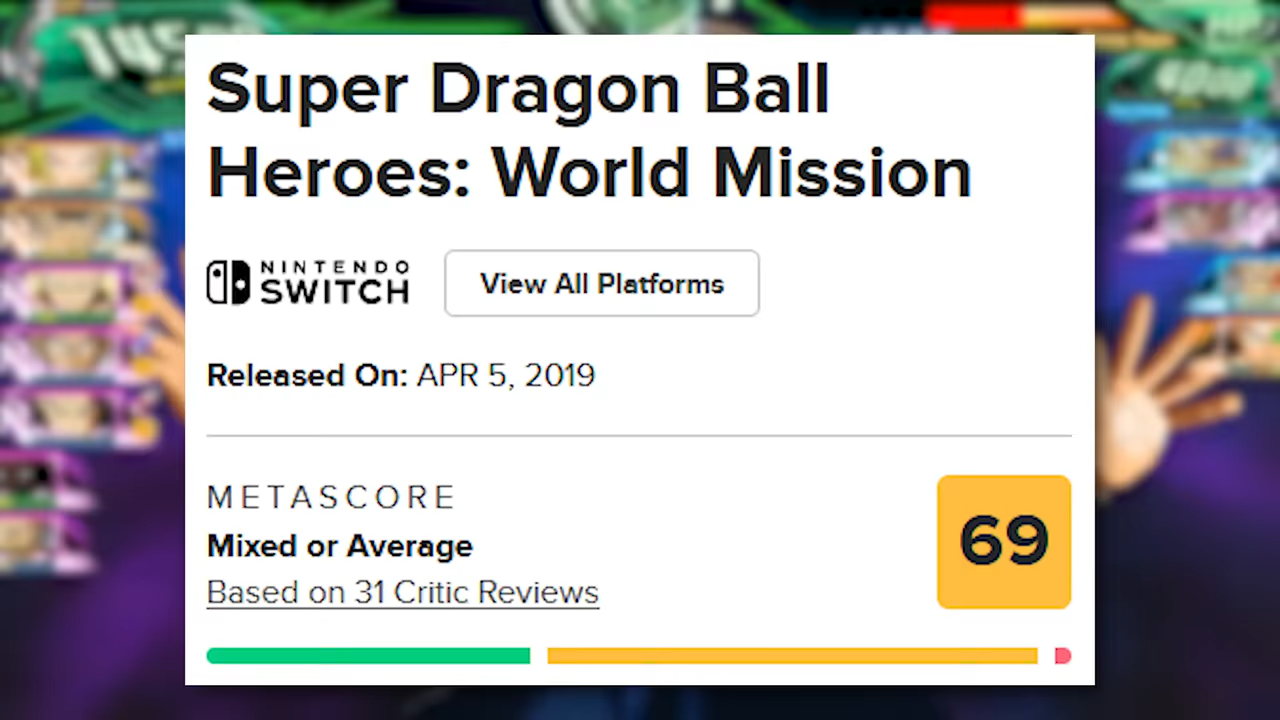 Super Dragon Ball
Heroes: World Mission
NINTENDO
SWITCH
View All Platforms
Released On: APR 5, 2019
METASCORE
Mixed or Average
Based on 31 Critic Reviews
69